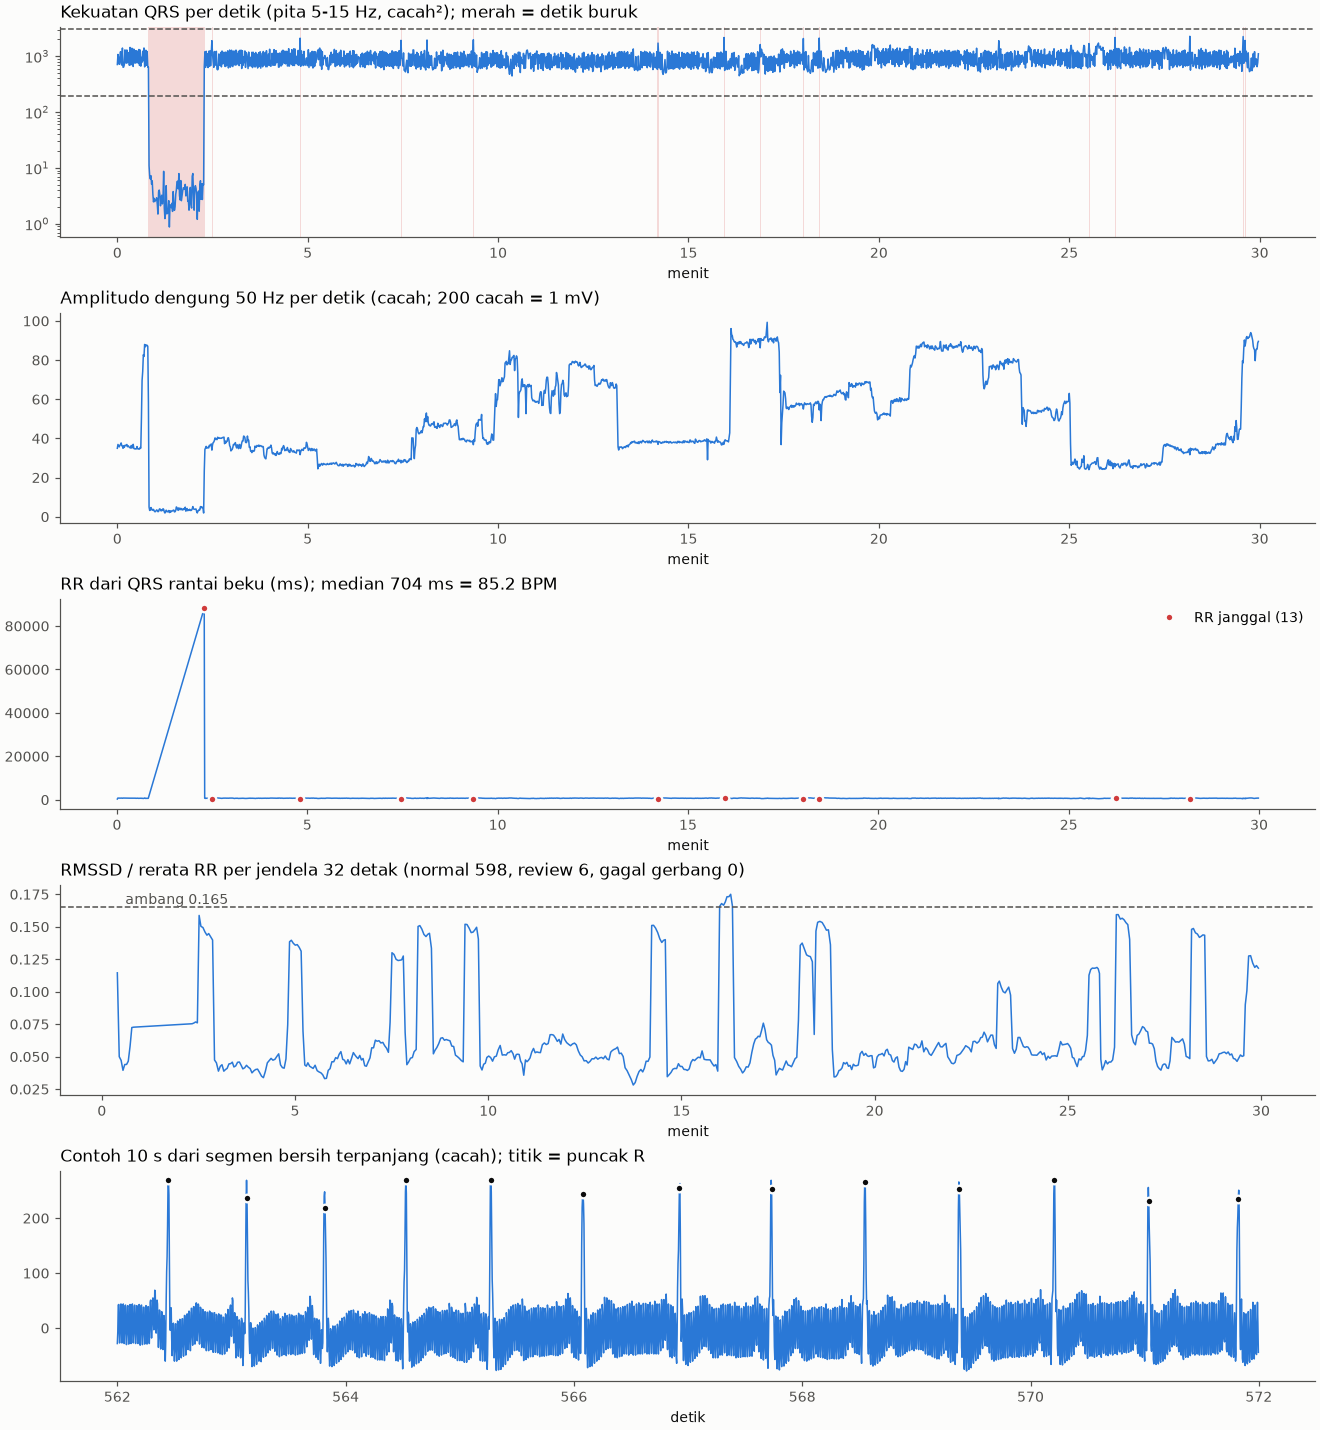 Kekuatan QRS per detik (pita 5-15 Hz, cacah²); merah = detik buruk
10³
10²
10¹
10⁰
0 5 10 15 20 25 30
menit
Amplitudo dengung 50 Hz per detik (cacah; 200 cacah = 1 mV)
100
80
60
40
20
0
0 5 10 15 20 25 30
menit
RR dari QRS rantai beku (ms); median 704 ms = 85.2 BPM
RR janggal (13)
80000
60000
40000
20000
0
0 5 10 15 20 25 30
menit
RMSSD / rerata RR per jendela 32 detak (normal 598, review 6, gagal gerbang 0)
ambang 0.165
0.175
0.150
0.125
0.100
0.075
0.050
0.025
0 5 10 15 20 25 30
menit
Contoh 10 s dari segmen bersih terpanjang (cacah); titik = puncak R
200
100
0
562 564 566 568 570 572
detik